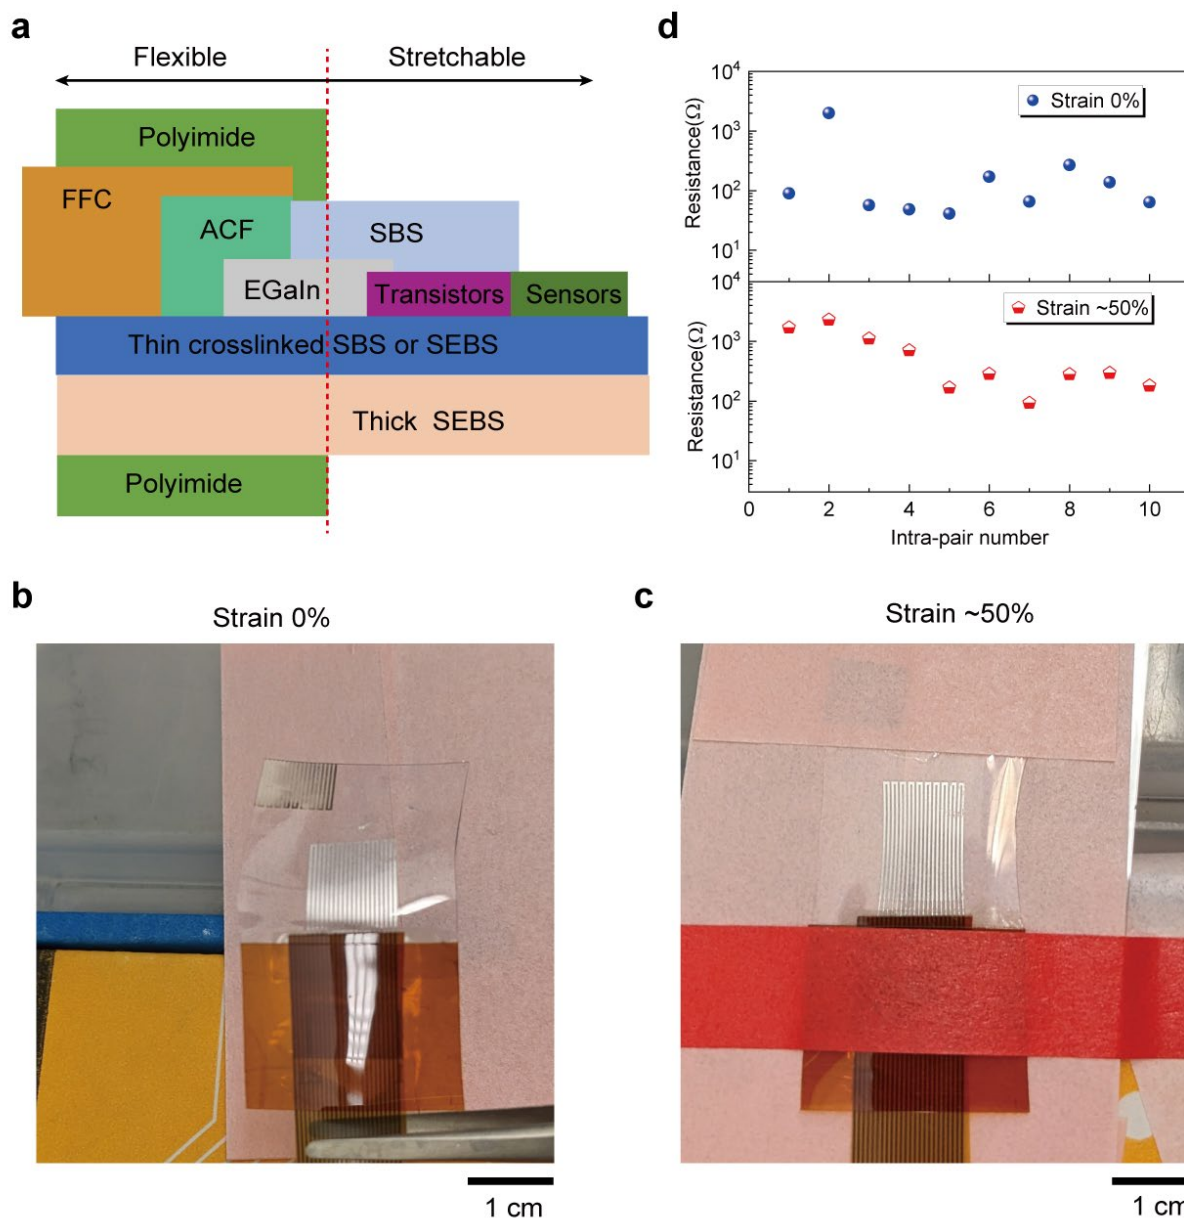 a
Flexible
Stretchable
Polyimide
FFC
ACF
SBS
EGaIn
Transistors
Sensors
Thin crosslinked SBS or SEBS
Thick SEBS
Polyimide
d
Resistance(Ω)
10⁴
10³
10²
10¹
Strain 0%
Resistance(Ω)
10⁴
10³
10²
10¹
Strain ~50%
0 2 4 6 8 10
Intra-pair number
b
Strain 0%
1 cm
c
Strain ~50%
1 cm